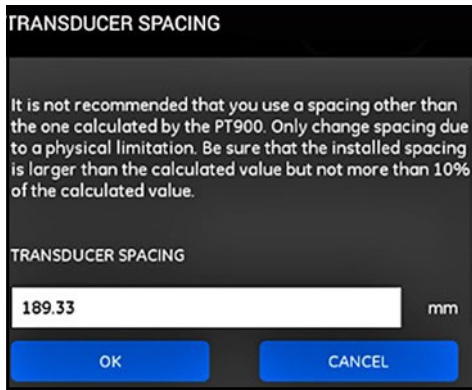 TRANSDUCER SPACING
It is not recommended that you use a spacing other than
the one calculated by the PT900. Only change spacing due
to a physical limitation. Be sure that the installed spacing
is larger than the calculated value but not more than 10%
of the calculated value.
TRANSDUCER SPACING
189.33 mm
OK CANCEL